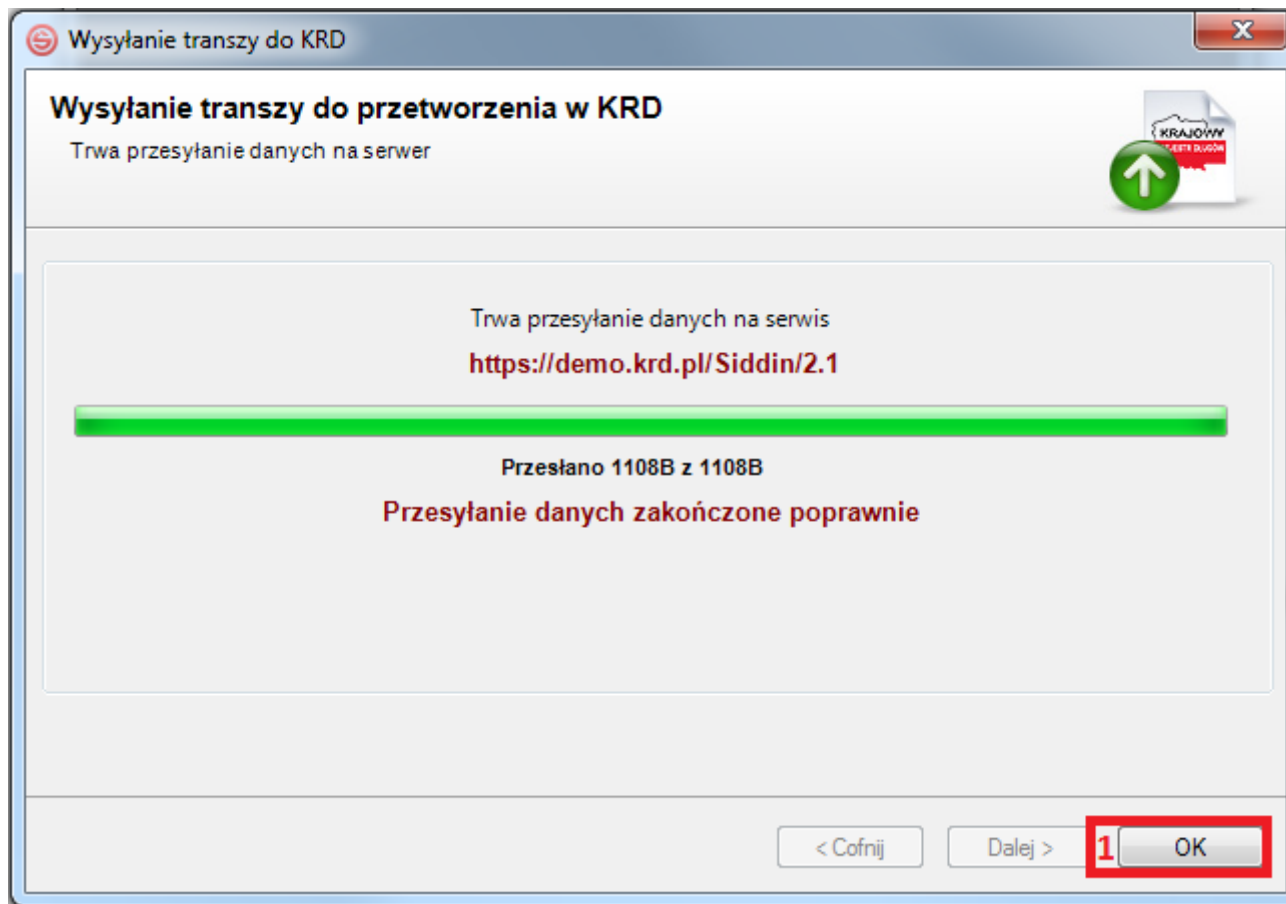 Wysyłanie transzy do KRD
Wysyłanie transzy do przetworzenia w KRD
Trwa przesyłanie danych na serwer
KRAJOWY
Trwa przesyłanie danych na serwis
https://demo.krd.pl/Siddin/2.1
Przesłano 1108B z 1108B
Przesyłanie danych zakończone poprawnie
< Cofnij
Dalej >
1
OK